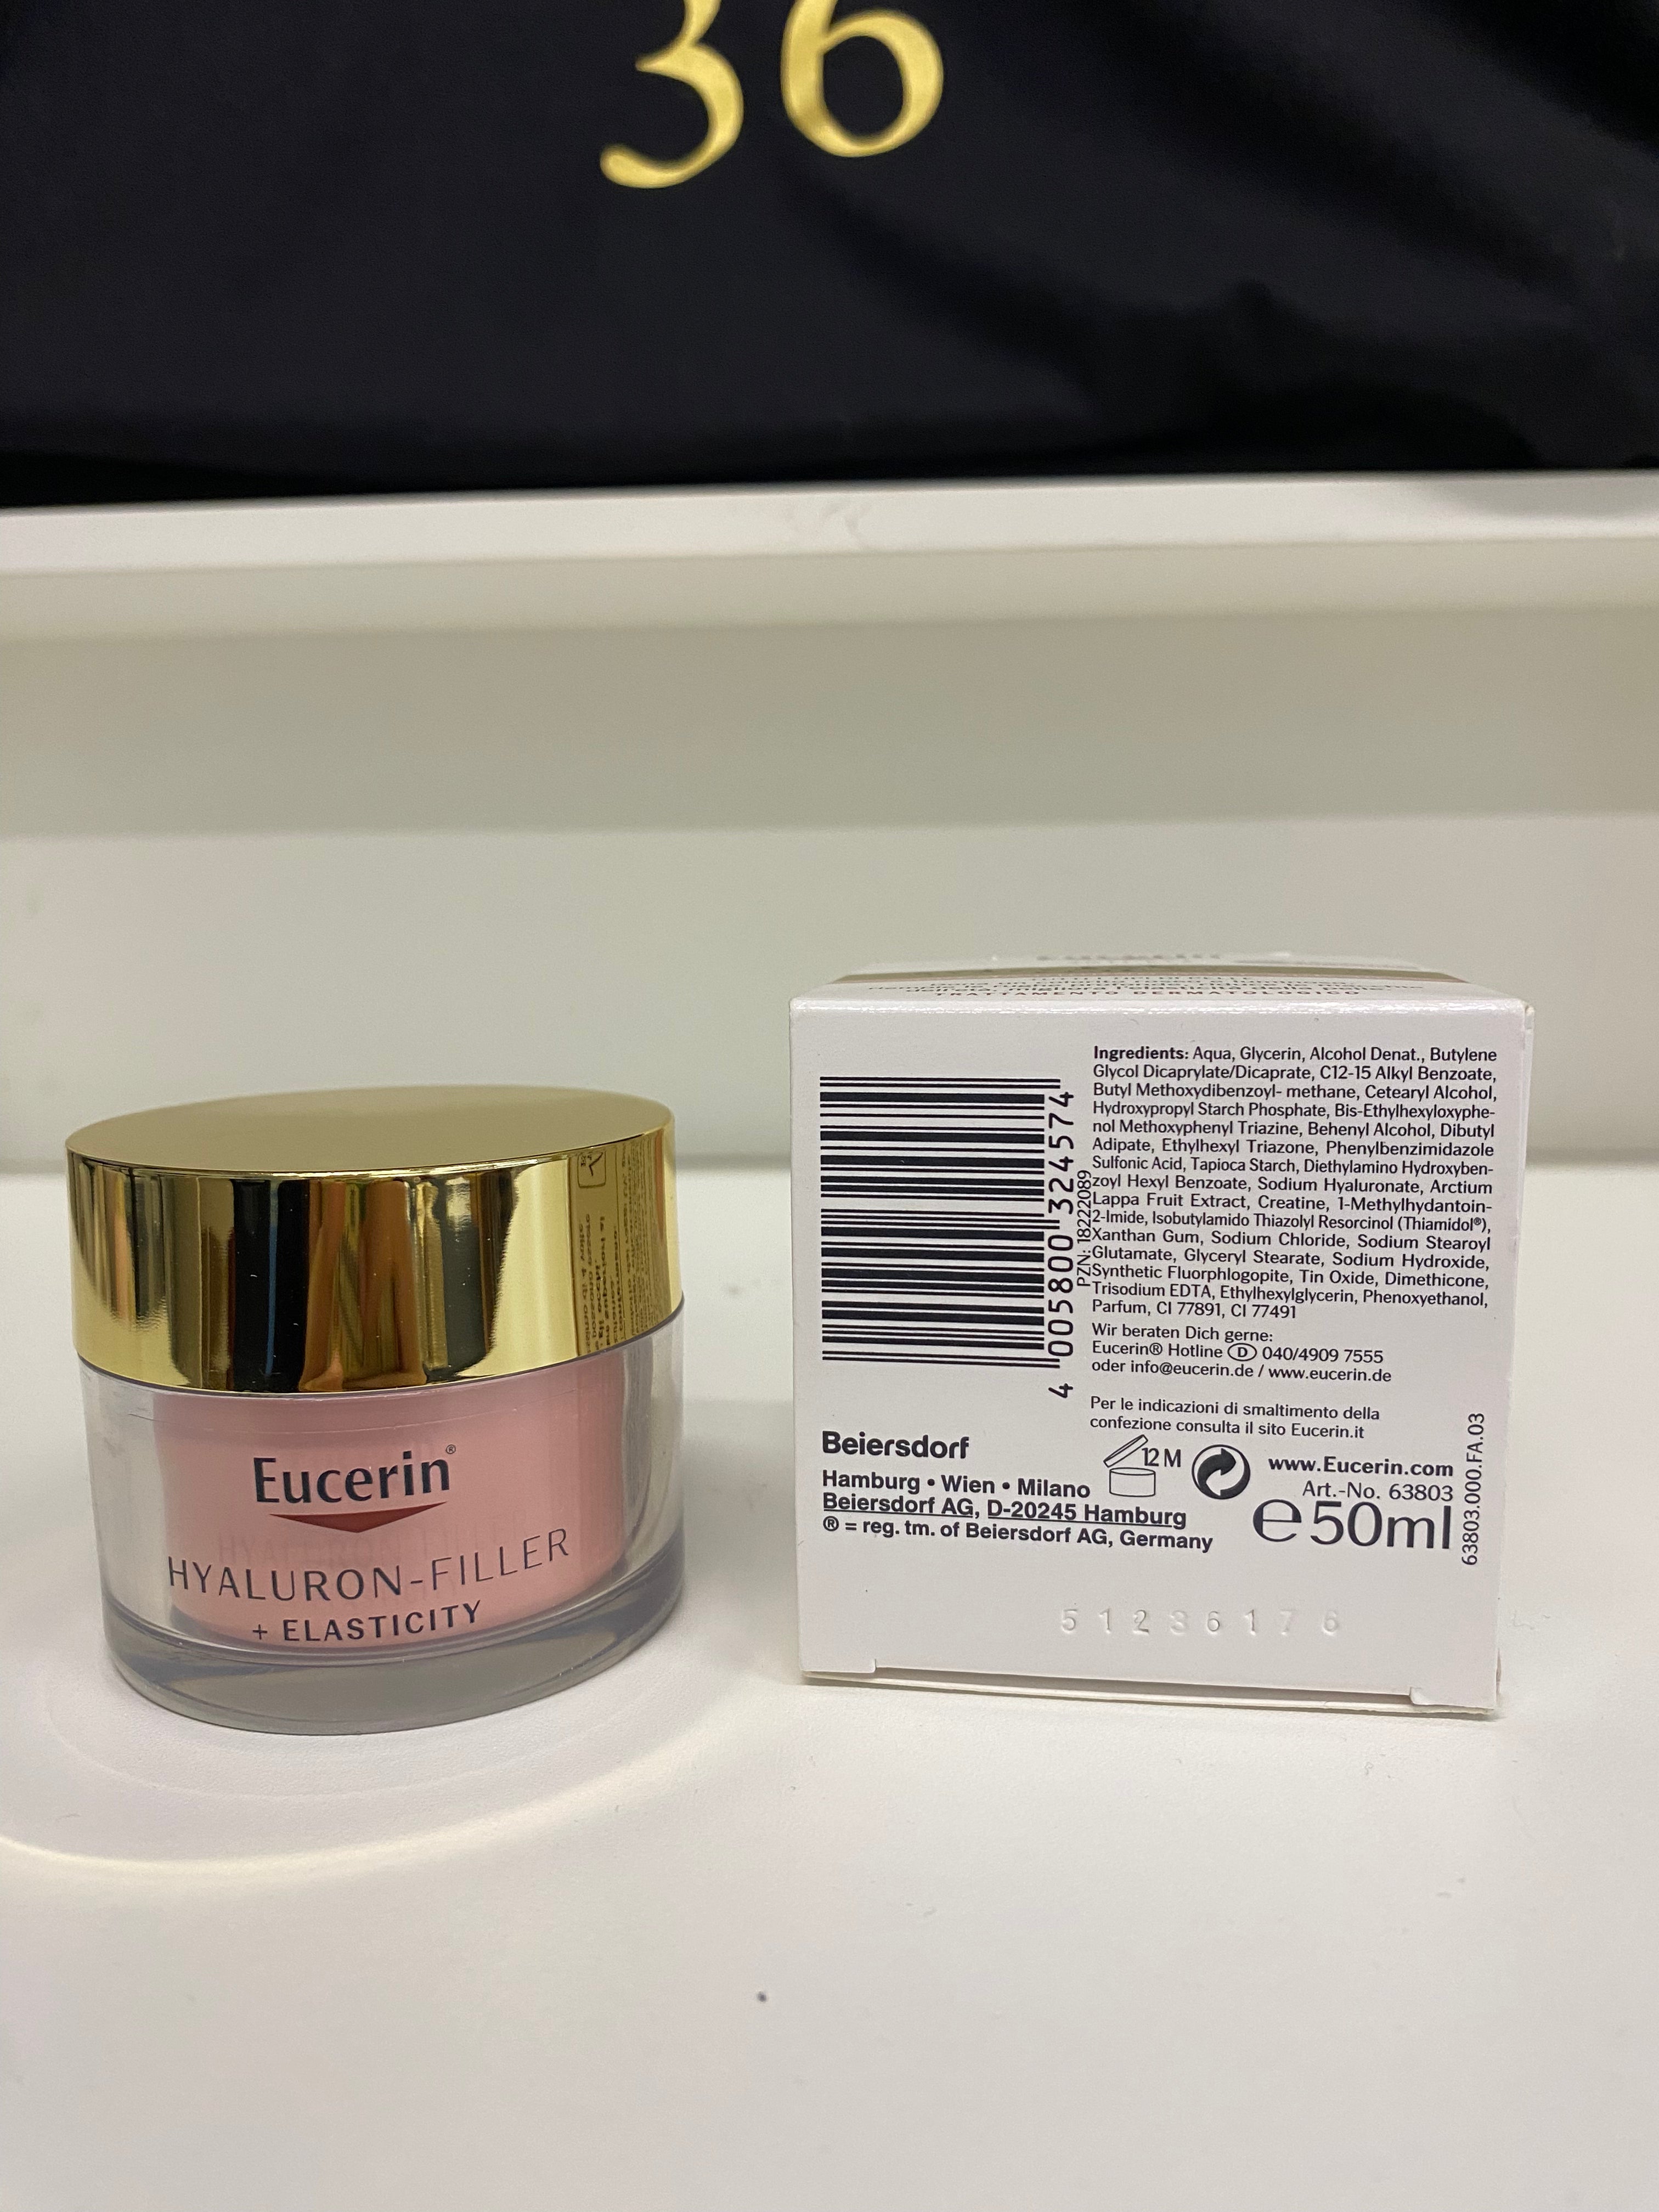 36
Eucerin®
HYALURON-FILLER
+ ELASTICITY
TRATTAMENTO DERMATOLOGICO
Ingredients: Aqua, Glycerin, Alcohol Denat., Butylene
Glycol Dicaprylate/Dicaprate, C12-15 Alkyl Benzoate,
Butyl Methoxydibenzoyl- methane, Cetearyl Alcohol,
Hydroxypropyl Starch Phosphate, Bis-Ethylhexyloxyphe-
nol Methoxyphenyl Triazine, Behenyl Alcohol, Dibutyl
Adipate, Ethylhexyl Triazone, Phenylbenzimidazole
Sulfonic Acid, Tapioca Starch, Diethylamino Hydroxyben-
zoyl Hexyl Benzoate, Sodium Hyaluronate, Arctium
Lappa Fruit Extract, Creatine, 1-Methylhydantoin-
2-Imide, Isobutylamido Thiazolyl Resorcinol (Thiamidol®),
Xanthan Gum, Sodium Chloride, Sodium Stearoyl
Glutamate, Glyceryl Stearate, Sodium Hydroxide,
Synthetic Fluorphlogopite, Tin Oxide, Dimethicone,
Trisodium EDTA, Ethylhexylglycerin, Phenoxyethanol,
Parfum, CI 77891, CI 77491
Wir beraten Dich gerne:
Eucerin® Hotline D 040/4909 7555
oder info@eucerin.de / www.eucerin.de
Per le indicazioni di smaltimento della
confezione consulta il sito Eucerin.it
4 005800 324574
PZN: 18222089
Beiersdorf
Hamburg • Wien • Milano
Beiersdorf AG, D-20245 Hamburg
® = reg. tm. of Beiersdorf AG, Germany
12 M
www.Eucerin.com
Art.-No. 63803
℮ 50ml
63803.000.FA.03
51236176